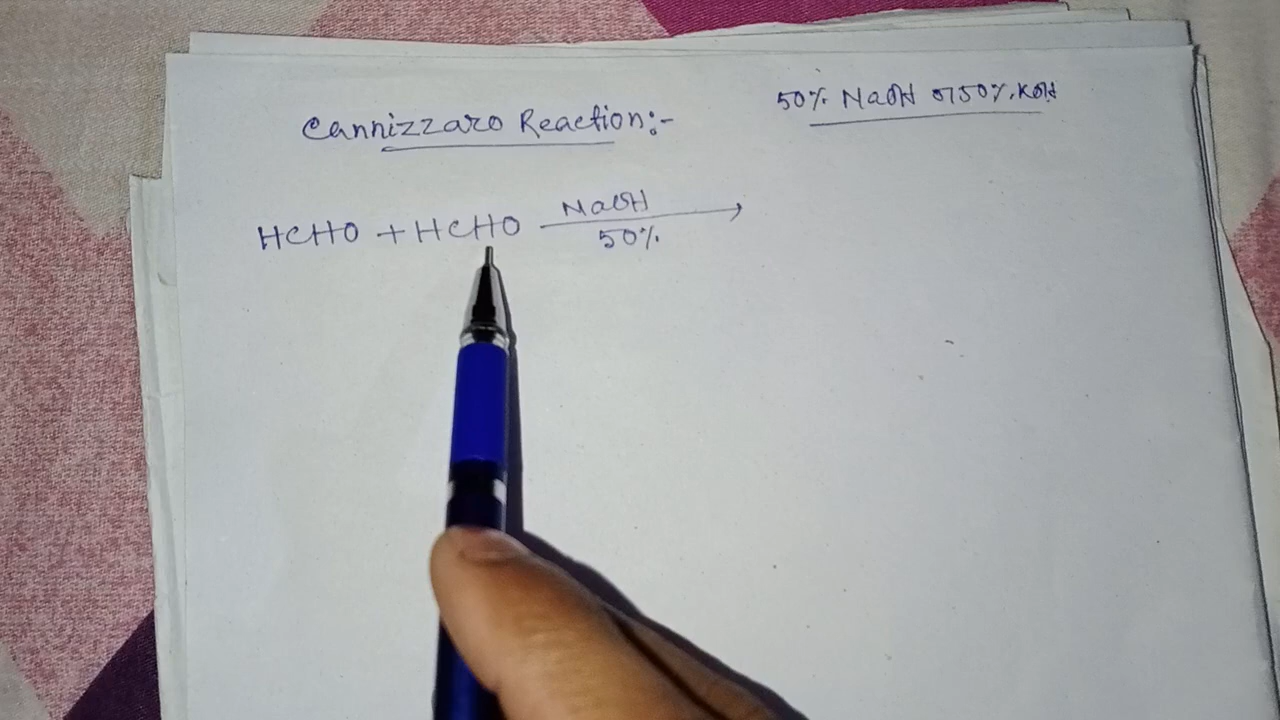 50% NaOH or 50% KOH
Cannizzaro Reaction:-
HCHO + HCHO NaOH →
50%